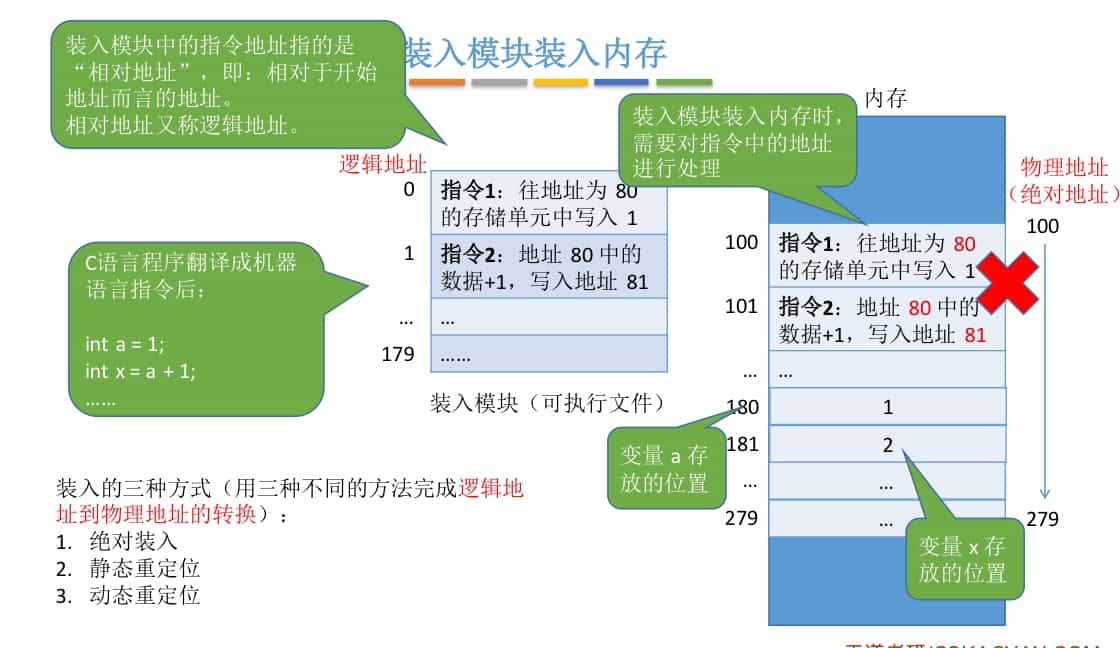 装入模块装入内存
装入模块中的指令地址指的是
“相对地址”，即：相对于开始
地址而言的地址。
相对地址又称逻辑地址。
逻辑地址
0
指令1：往地址为 80
的存储单元中写入 1
1
指令2：地址 80 中的
数据+1，写入地址 81
...
...
179
……
装入模块（可执行文件）
C语言程序翻译成机器
语言指令后：
int a = 1;
int x = a + 1;
……
装入模块装入内存时，
需要对指令中的地址
进行处理
内存
物理地址
（绝对地址）
100
279
100
指令1：往地址为 80
的存储单元中写入 1
101
指令2：地址 80 中的
数据+1，写入地址 81
...
...
180
1
181
2
...
...
279
...
变量 a 存
放的位置
变量 x 存
放的位置
装入的三种方式（用三种不同的方法完成逻辑地
址到物理地址的转换）：
1. 绝对装入
2. 静态重定位
3. 动态重定位